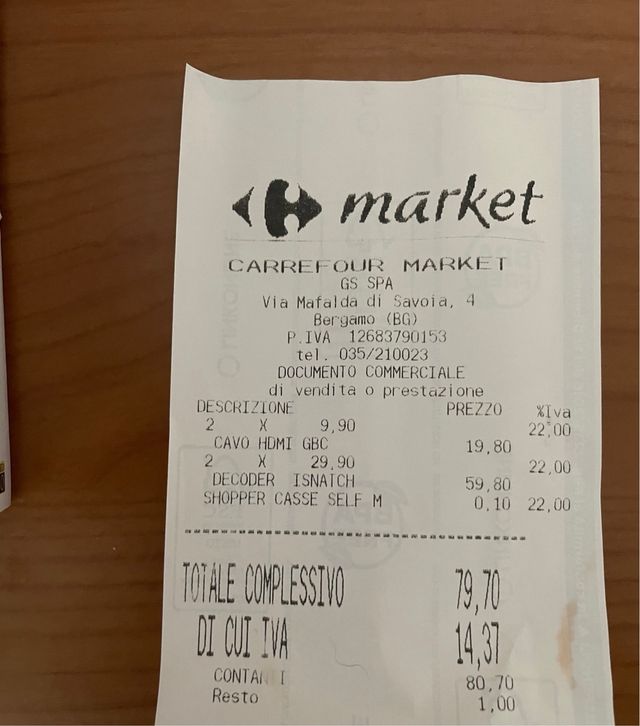 market
CARREFOUR MARKET
GS SPA
Via Mafalda di Savoia, 4
Bergamo (BG)
P.IVA 12683790153
tel. 035/210023
DOCUMENTO COMMERCIALE
di vendita o prestazione
DESCRIZIONE PREZZO %Iva
2 X 9,90 22,00
CAVO HDMI GBC 19,80
2 X 29,90 22,00
DECODER ISNATCH 59,80
SHOPPER CASSE SELF M 0,10 22,00
TOTALE COMPLESSIVO 79,70
DI CUI IVA 14,37
CONTANTI 80,70
Resto 1,00